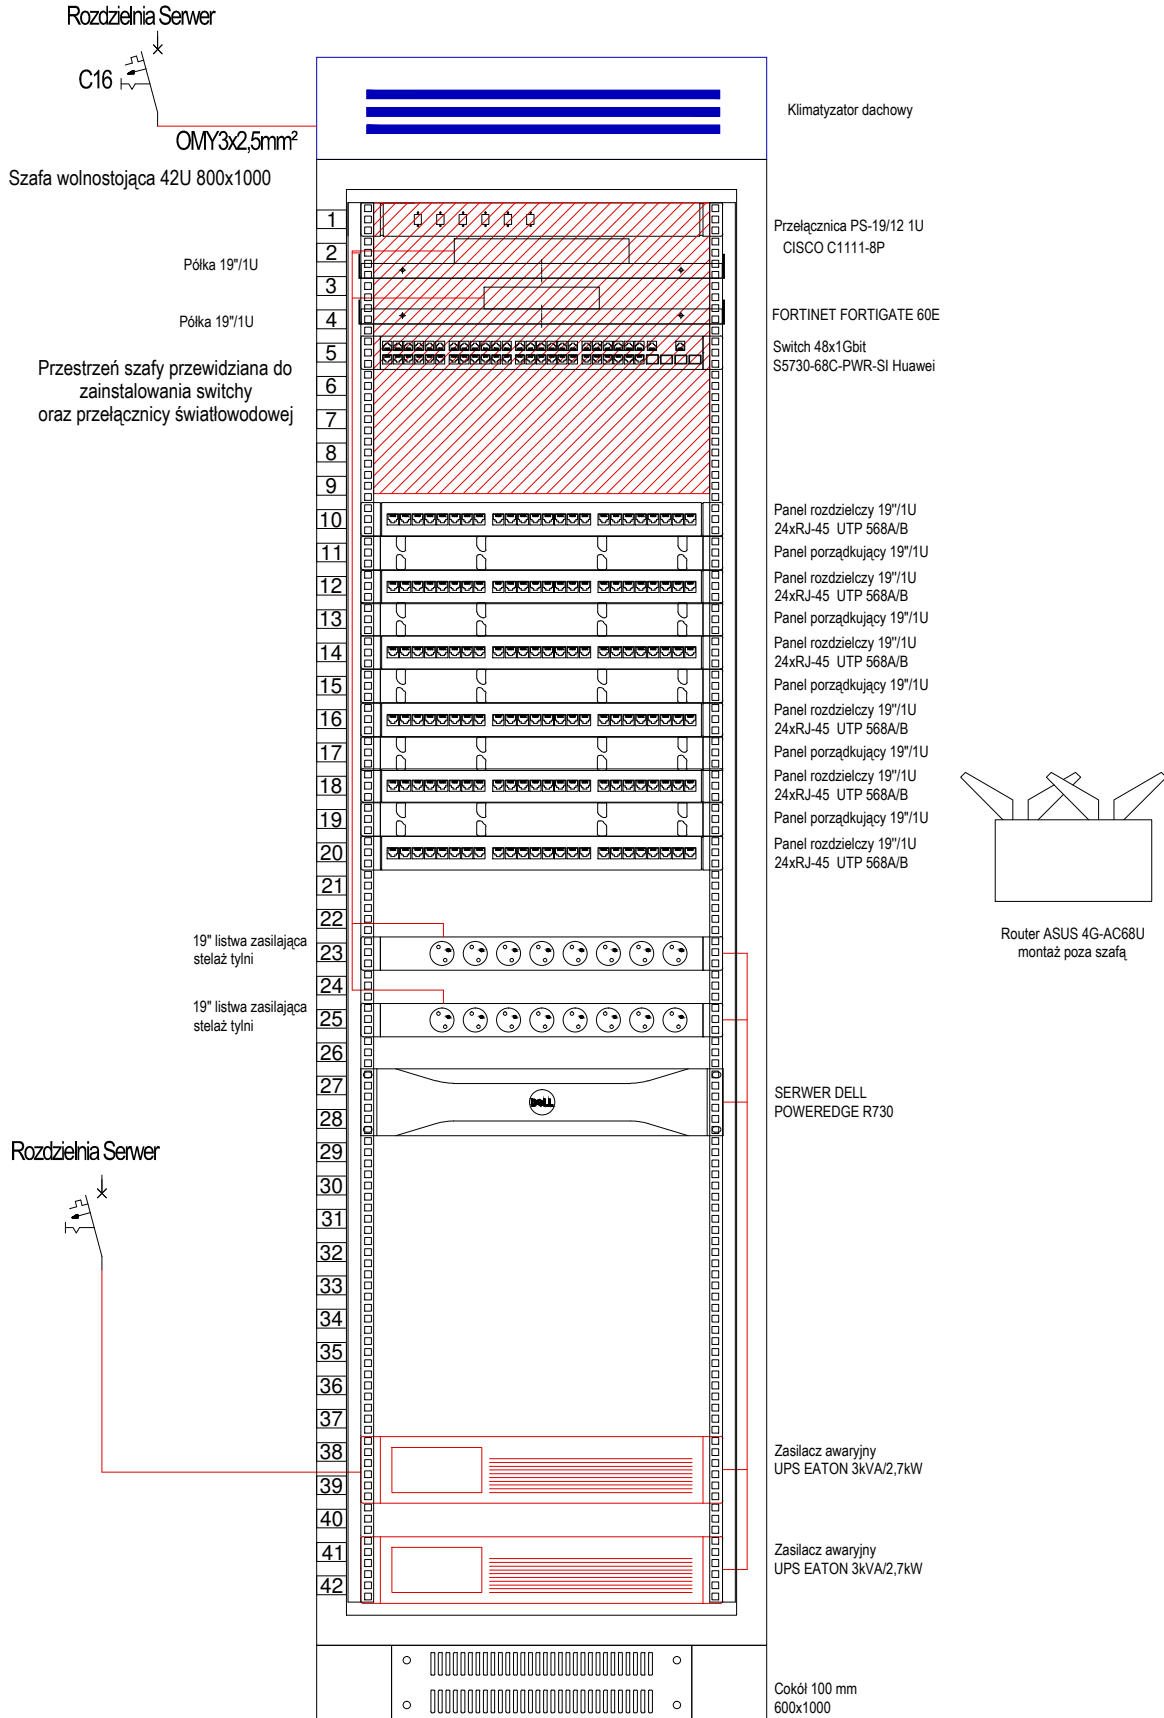 Rozdzielnia Serwer
C16
OMY3x2,5mm²
Klimatyzator dachowy
Szafa wolnostojąca 42U 800x1000
1
Przełącznica PS-19/12 1U
2
CISCO C1111-8P
Półka 19"/1U
3
4
FORTINET FORTIGATE 60E
Półka 19"/1U
5
Switch 48x1Gbit
S5730-68C-PWR-SI Huawei
Przestrzeń szafy przewidziana do
zainstalowania switchy
oraz przełącznicy światłowodowej
6
7
8
9
10
Panel rozdzielczy 19"/1U
24xRJ-45 UTP 568A/B
11
Panel porządkujący 19"/1U
12
Panel rozdzielczy 19"/1U
24xRJ-45 UTP 568A/B
13
Panel porządkujący 19"/1U
14
Panel rozdzielczy 19"/1U
24xRJ-45 UTP 568A/B
15
Panel porządkujący 19"/1U
16
Panel rozdzielczy 19"/1U
24xRJ-45 UTP 568A/B
17
Panel porządkujący 19"/1U
18
Panel rozdzielczy 19"/1U
24xRJ-45 UTP 568A/B
19
Panel porządkujący 19"/1U
20
Panel rozdzielczy 19"/1U
24xRJ-45 UTP 568A/B
21
22
Router ASUS 4G-AC68U
montaż poza szafą
19" listwa zasilająca
stelaż tylni
23
24
19" listwa zasilająca
stelaż tylni
25
26
27
DELL
SERWER DELL
POWEREDGE R730
28
Rozdzielnia Serwer
29
30
31
32
33
34
35
36
37
38
Zasilacz awaryjny
UPS EATON 3kVA/2,7kW
39
40
41
Zasilacz awaryjny
UPS EATON 3kVA/2,7kW
42
Cokół 100 mm
600x1000